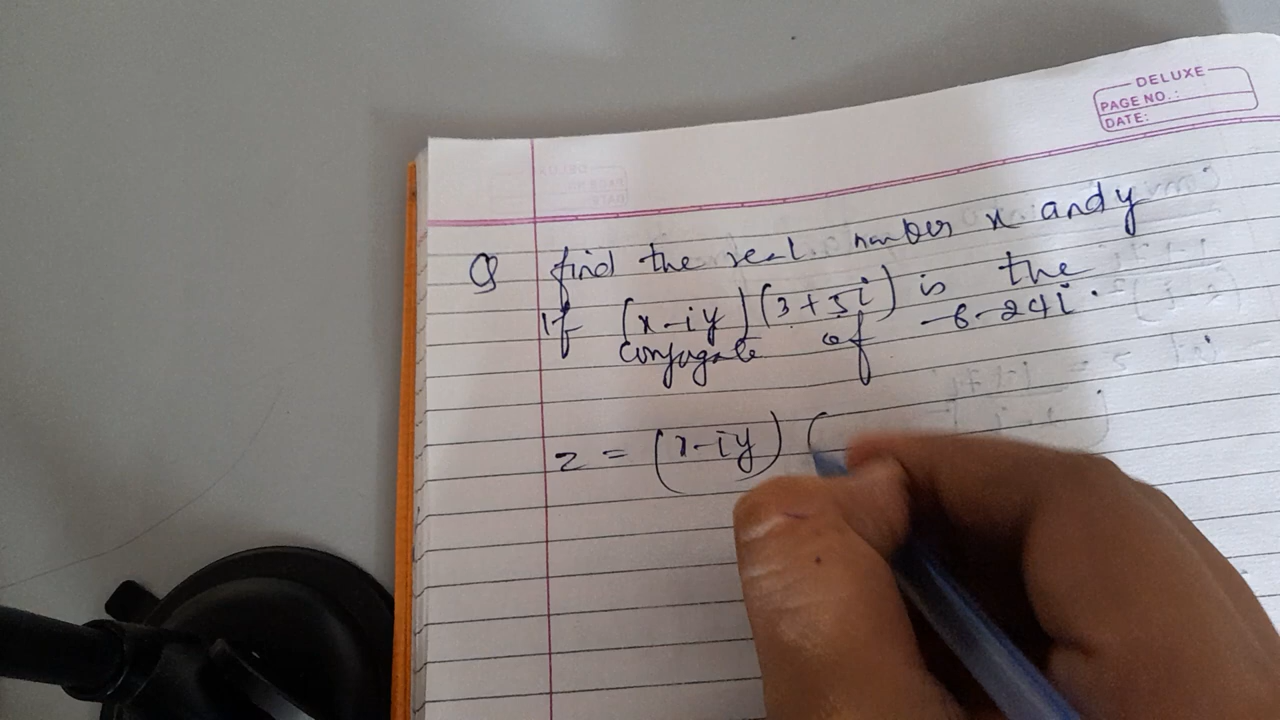 DELUXE
PAGE NO.:
DATE:
Q find the real number x and y
If (x-iy)(3+5i) is the
conjugate of -6-24i.
z = (x-iy) (